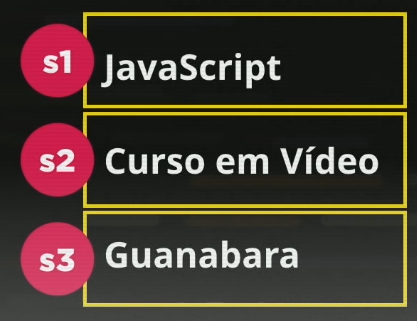 s1 JavaScript
s2 Curso em Vídeo
s3 Guanabara